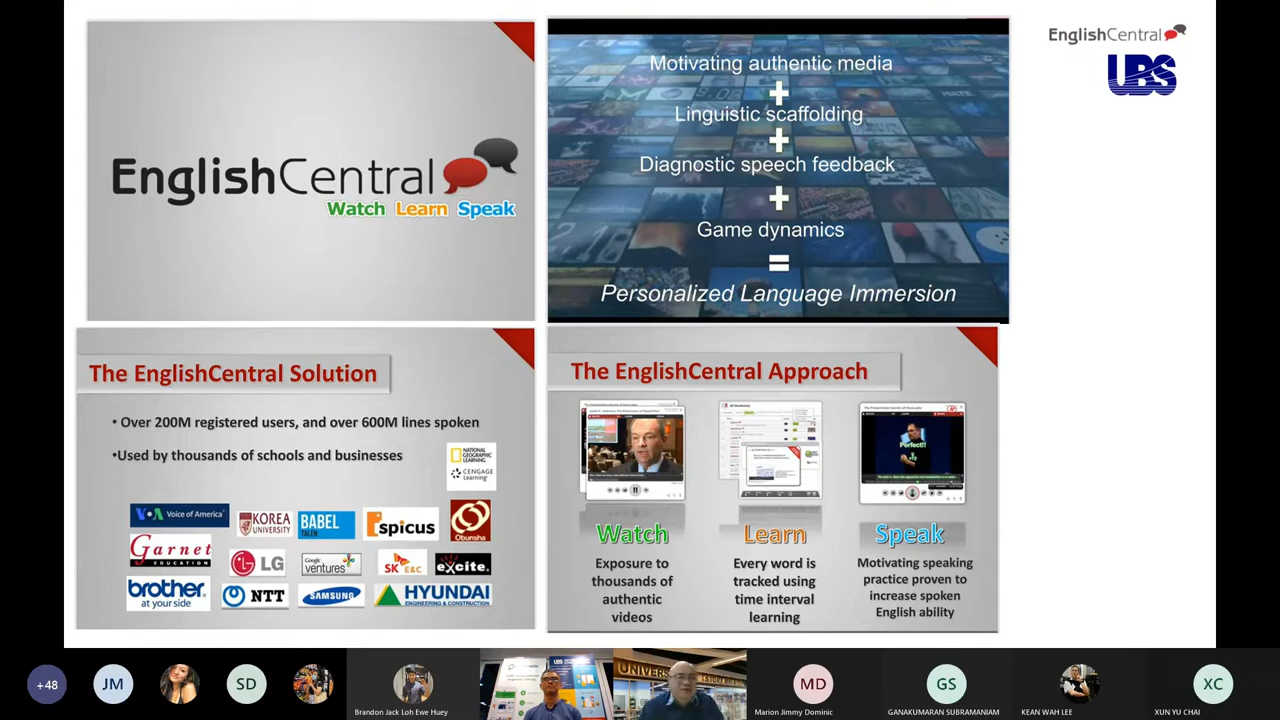 EnglishCentral
Watch Learn Speak
Motivating authentic media
+
Linguistic scaffolding
+
Diagnostic speech feedback
+
Game dynamics
=
Personalized Language Immersion
EnglishCentral
UBS
The EnglishCentral Solution
• Over 200M registered users, and over 600M lines spoken
•Used by thousands of schools and businesses
NATIONAL
GEOGRAPHIC
LEARNING
CENGAGE
Learning
VOA Voice of America
KOREA
UNIVERSITY
BABEL
spicus
Obunsha
Garnet
EDUCATION
LG
Google
ventures
SK E&C
excite.
brother
at your side
NTT
SAMSUNG
HYUNDAI
ENGINEERING & CONSTRUCTION
The EnglishCentral Approach
Perfect!!
Watch
Exposure to
thousands of
authentic
videos
Learn
Every word is
tracked using
time interval
learning
Speak
Motivating speaking
practice proven to
increase spoken
English ability
+48
JM
SD
Brandon Jack Loh Ewe Huey
UBS
UNIVERS
MD
Marion Jimmy Dominic
GS
GANAKUMARAN SUBRAMANIAM
KEAN WAH LEE
XC
XUN YU CHAI